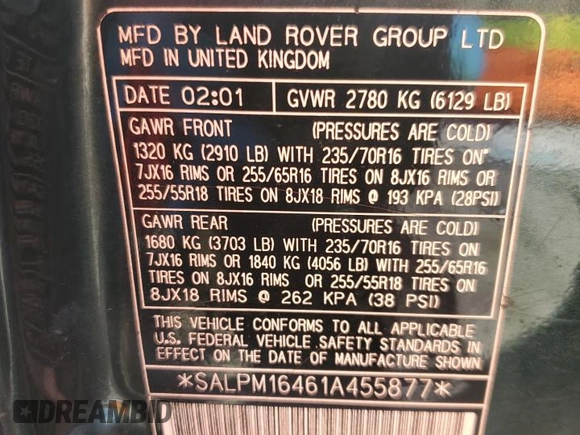 MFD BY LAND ROVER GROUP LTD
MFD IN UNITED KINGDOM
DATE 02:01 GVWR 2780 KG (6129 LB)
GAWR FRONT (PRESSURES ARE COLD)
1320 KG (2910 LB) WITH 235/70R16 TIRES ON
7JX16 RIMS OR 255/65R16 TIRES ON 8JX16 RIMS OR
255/55R18 TIRES ON 8JX18 RIMS @ 193 KPA (28PSI)
GAWR REAR (PRESSURES ARE COLD)
1680 KG (3703 LB) WITH 235/70R16 TIRES ON
7JX16 RIMS OR 1840 KG (4056 LB) WITH 255/65R16
TIRES ON 8JX16 RIMS OR 255/55R18 TIRES ON
8JX18 RIMS @ 262 KPA (38 PSI)
THIS VEHICLE CONFORMS TO ALL APPLICABLE
U.S. FEDERAL VEHICLE SAFETY STANDARDS IN
EFFECT ON THE DATE OF MANUFACTURE SHOWN
*SALPM16461A455877*
DREAMBID